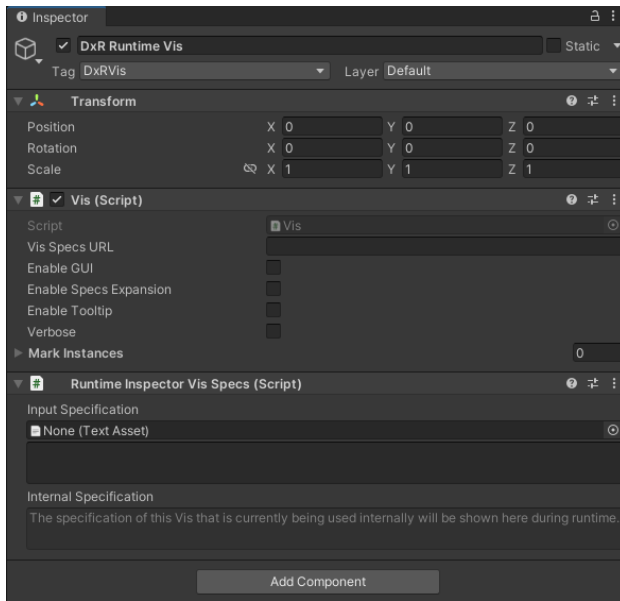 Inspector
DxR Runtime Vis Static
Tag DxRVis Layer Default
Transform
Position X 0 Y 0 Z 0
Rotation X 0 Y 0 Z 0
Scale X 1 Y 1 Z 1
# Vis (Script)
Script # Vis
Vis Specs URL
Enable GUI
Enable Specs Expansion
Enable Tooltip
Verbose
Mark Instances 0
# Runtime Inspector Vis Specs (Script)
Input Specification
None (Text Asset)
Internal Specification
The specification of this Vis that is currently being used internally will be shown here during runtime.
Add Component